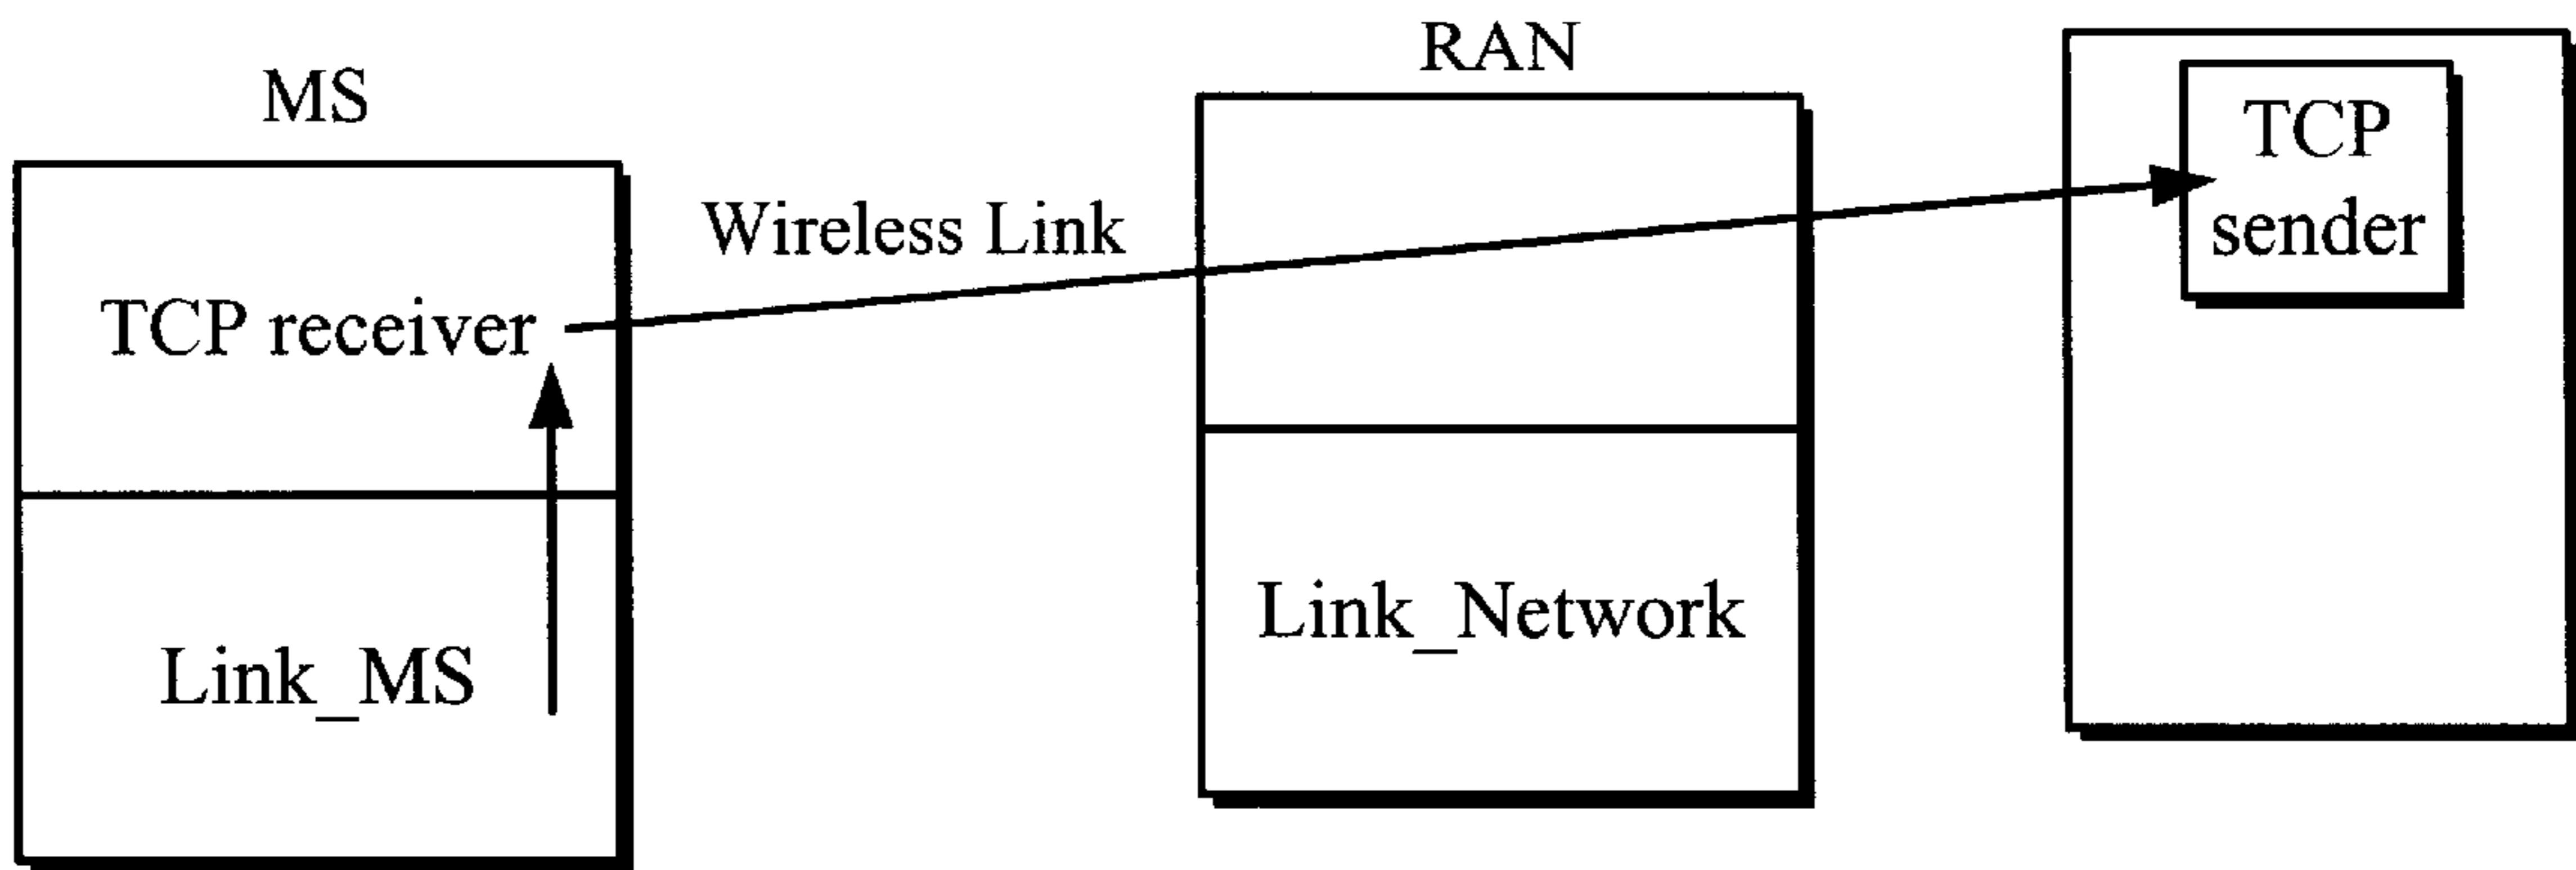 MS
TCP receiver
Link_MS
Wireless Link
RAN
Link_Network
TCP
sender